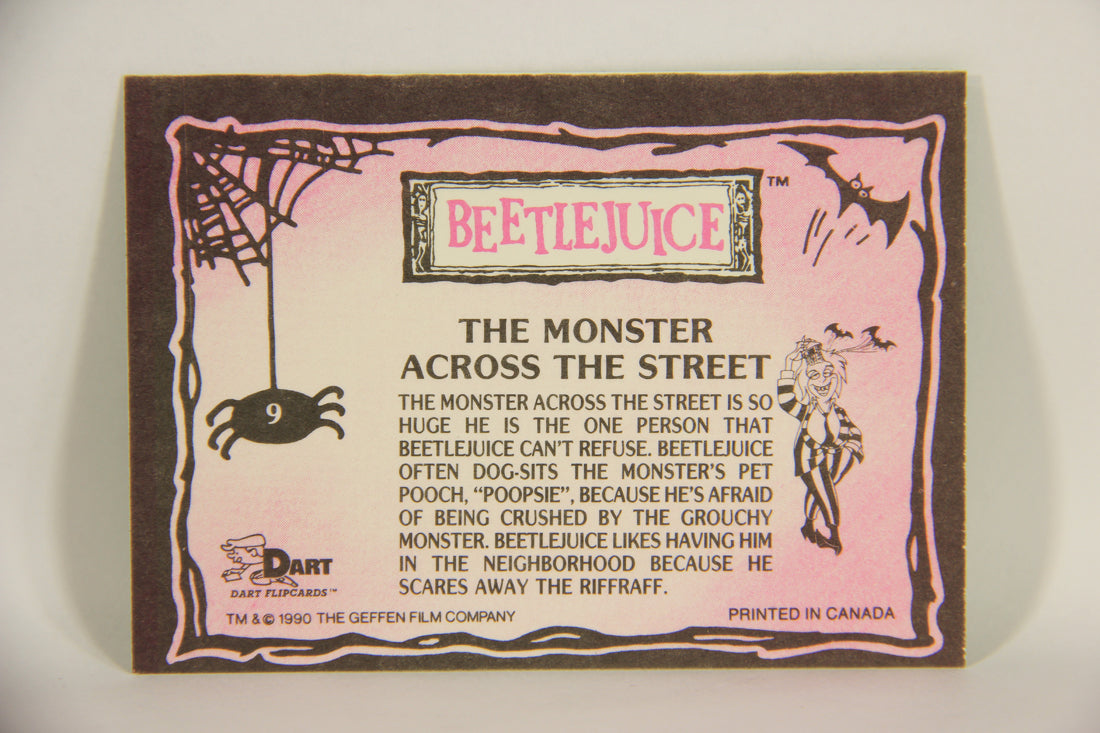 BEETLEJUICE™
THE MONSTER
ACROSS THE STREET
THE MONSTER ACROSS THE STREET IS SO
HUGE HE IS THE ONE PERSON THAT
BEETLEJUICE CAN'T REFUSE. BEETLEJUICE
OFTEN DOG-SITS THE MONSTER'S PET
POOCH, "POOPSIE", BECAUSE HE'S AFRAID
OF BEING CRUSHED BY THE GROUCHY
MONSTER. BEETLEJUICE LIKES HAVING HIM
IN THE NEIGHBORHOOD BECAUSE HE
SCARES AWAY THE RIFFRAFF.
9
DART
DART FLIPCARDS™
TM & © 1990 THE GEFFEN FILM COMPANY
PRINTED IN CANADA